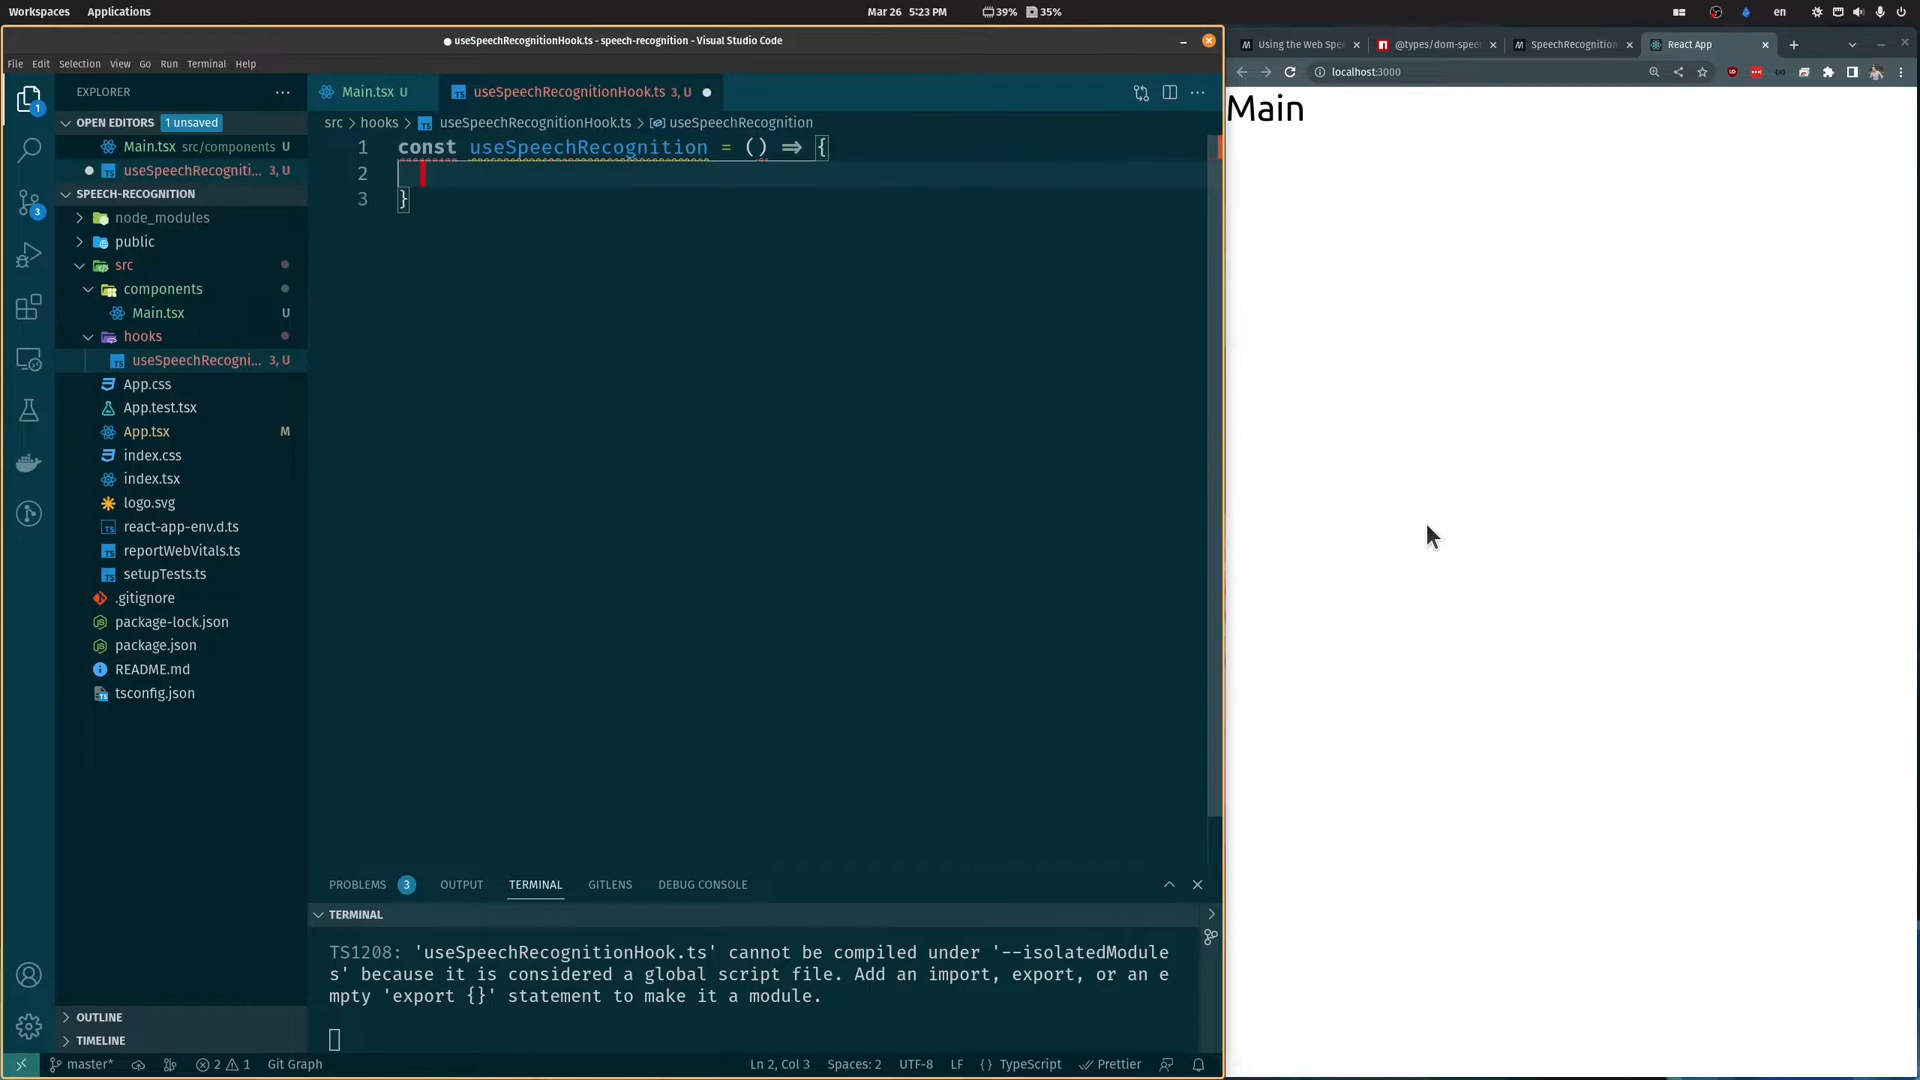 Workspaces Applications Mar 26 5:23 PM 39% 35% en
● useSpeechRecognitionHook.ts - speech-recognition - Visual Studio Code
File Edit Selection View Go Run Terminal Help
EXPLORER ···
OPEN EDITORS 1 unsaved
Main.tsx src/components U
useSpeechRecogniti... 3, U
SPEECH-RECOGNITION
node_modules
public
src
components
Main.tsx U
hooks
useSpeechRecogni... 3, U
App.css
App.test.tsx
App.tsx M
index.css
index.tsx
logo.svg
react-app-env.d.ts
reportWebVitals.ts
setupTests.ts
.gitignore
package-lock.json
package.json
README.md
tsconfig.json
OUTLINE
TIMELINE
1
3
Main.tsx U useSpeechRecognitionHook.ts 3, U ●
src > hooks > useSpeechRecognitionHook.ts > useSpeechRecognition
1 const useSpeechRecognition = () => {
2
3 }
PROBLEMS 3 OUTPUT TERMINAL GITLENS DEBUG CONSOLE
TERMINAL
TS1208: 'useSpeechRecognitionHook.ts' cannot be compiled under '--isolatedModule
s' because it is considered a global script file. Add an import, export, or an e
mpty 'export {}' statement to make it a module.
master* 2 1 Git Graph Ln 2, Col 3 Spaces: 2 UTF-8 LF {} TypeScript Prettier
Using the Web Spe @types/dom-spee SpeechRecognition React App
localhost:3000
Main